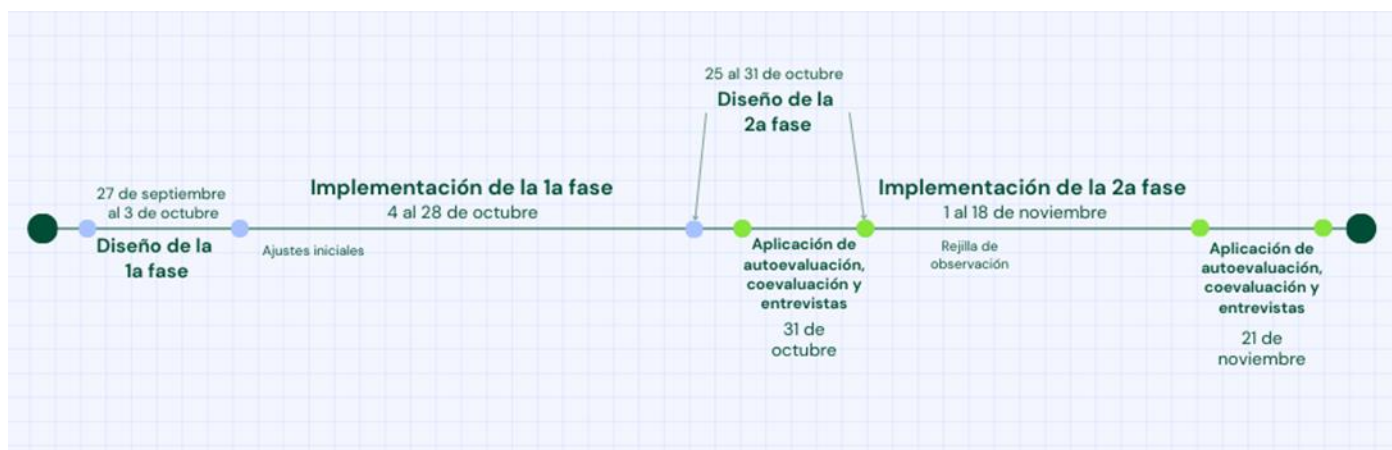 27 de septiembre
al 3 de octubre
Diseño de la
1a fase
Implementación de la 1a fase
4 al 28 de octubre
Ajustes iniciales
25 al 31 de octubre
Diseño de la
2a fase
Aplicación de
autoevaluación,
coevaluación y
entrevistas
31 de
octubre
Implementación de la 2a fase
1 al 18 de noviembre
Rejilla de
observación
Aplicación de
autoevaluación,
coevaluación y
entrevistas
21 de
noviembre